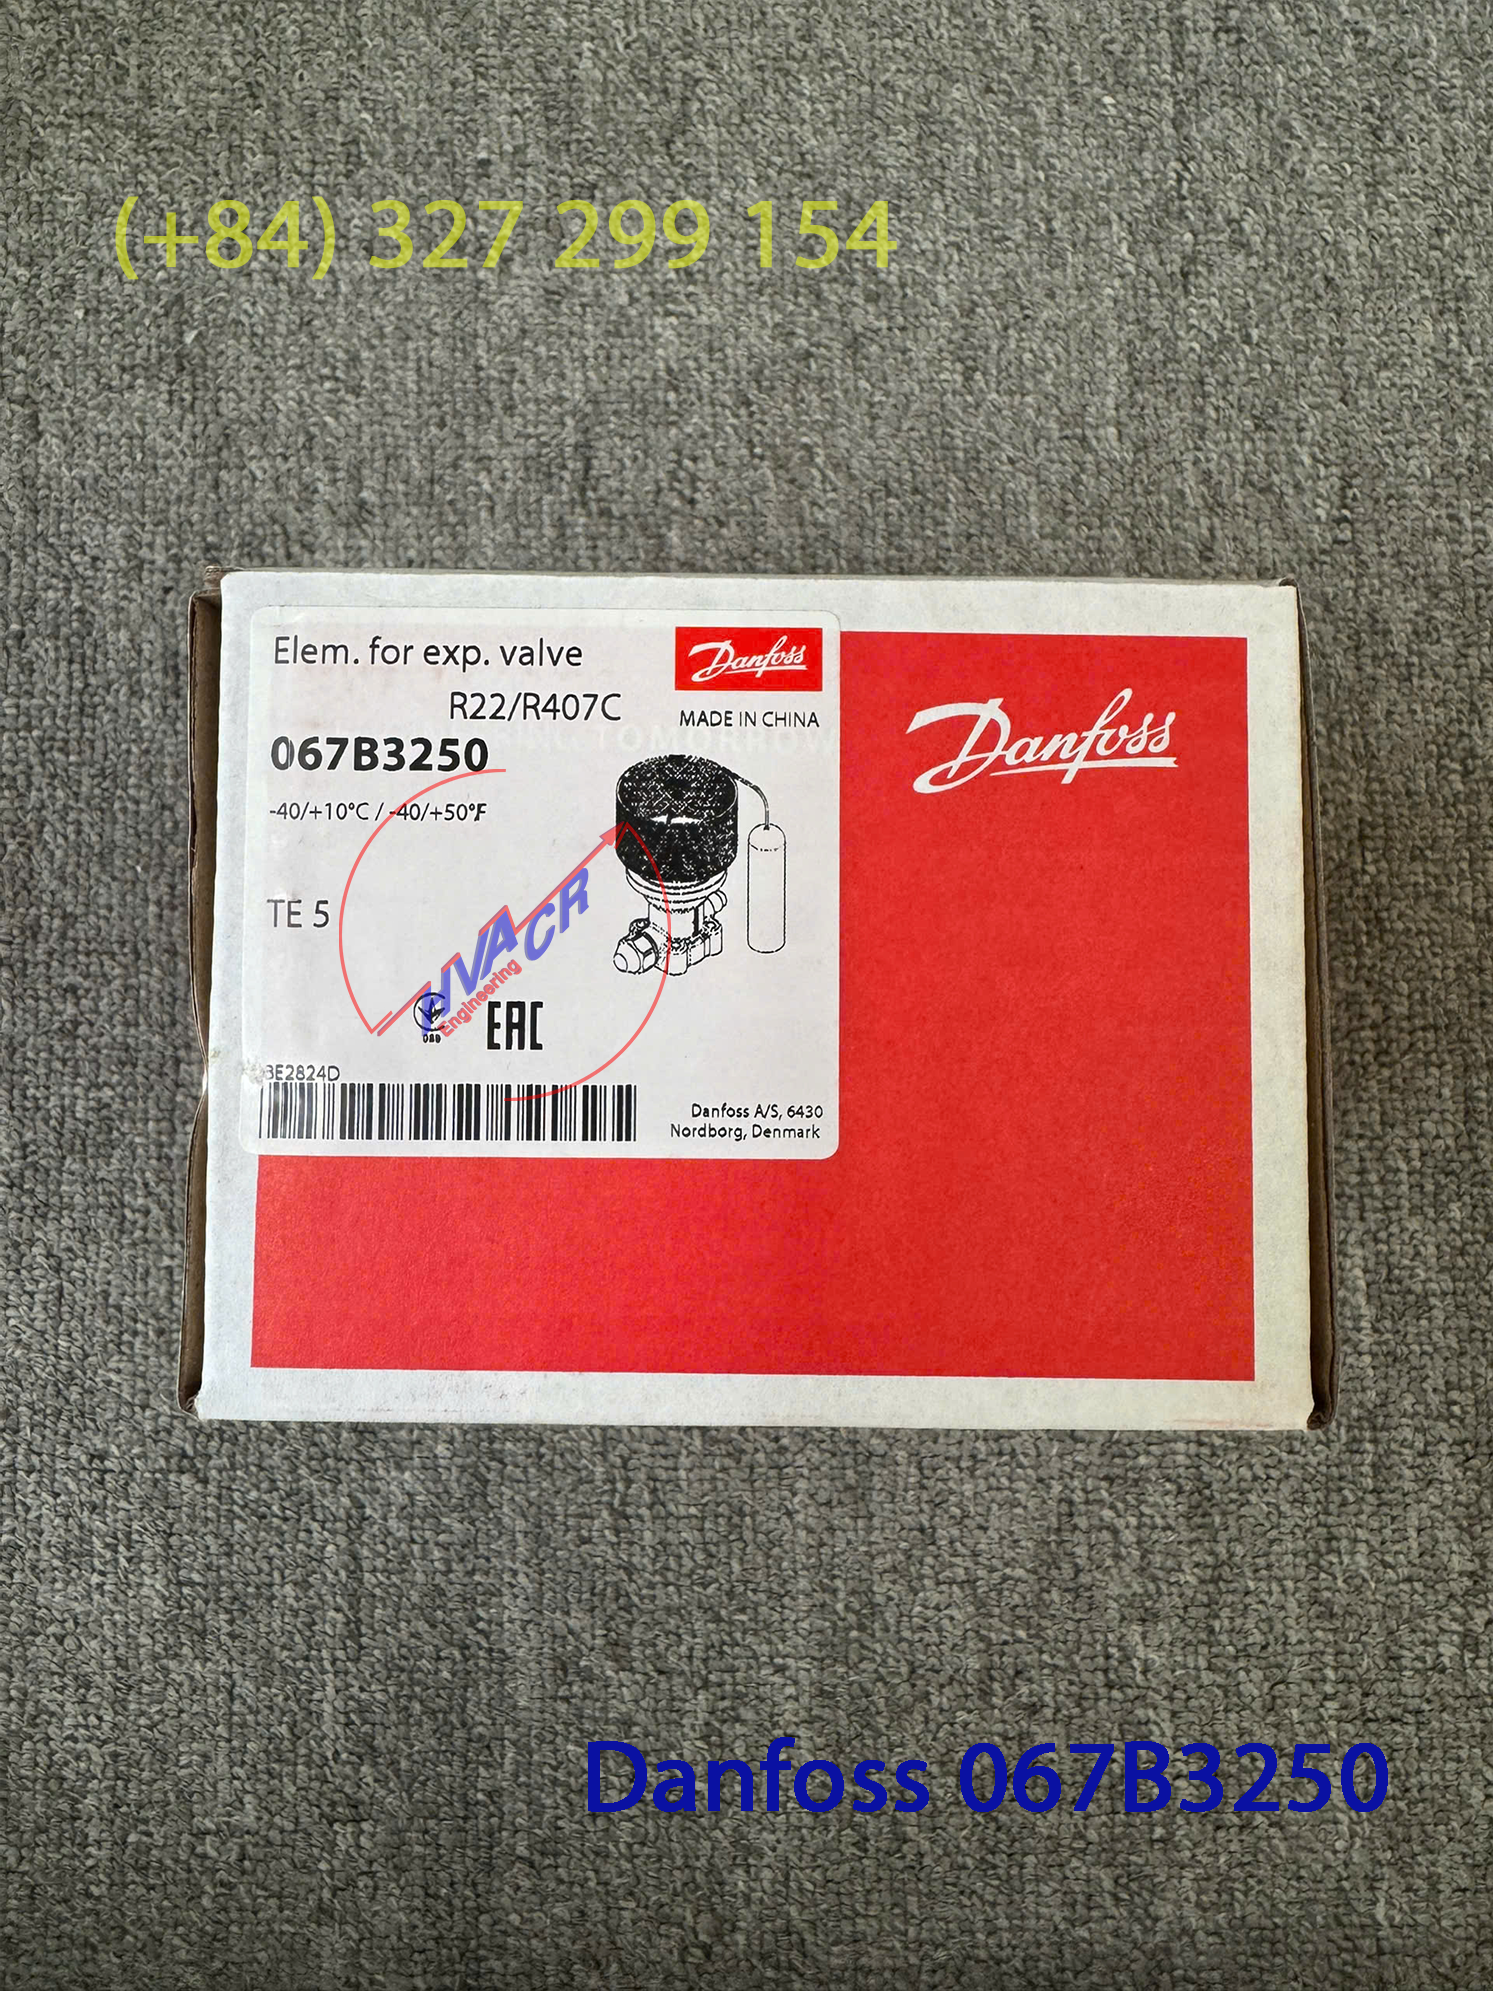 (+84) 327 299 154
Elem. for exp. valve
Danfoss
R22/R407C
MADE IN CHINA
067B3250
-40/+10°C / -40/+50°F
TE 5
HVACR
Engineering
EAC
3E2824D
Danfoss A/S, 6430
Nordborg, Denmark
Danfoss
Danfoss 067B3250